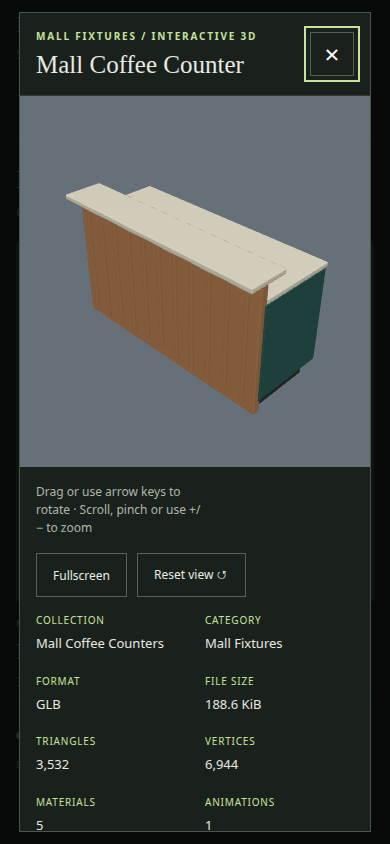 MALL FIXTURES / INTERACTIVE 3D
Mall Coffee Counter
✕
Drag or use arrow keys to
rotate · Scroll, pinch or use +/
− to zoom
Fullscreen
Reset view ↺
COLLECTION
Mall Coffee Counters
CATEGORY
Mall Fixtures
FORMAT
GLB
FILE SIZE
188.6 KiB
TRIANGLES
3,532
VERTICES
6,944
MATERIALS
5
ANIMATIONS
1